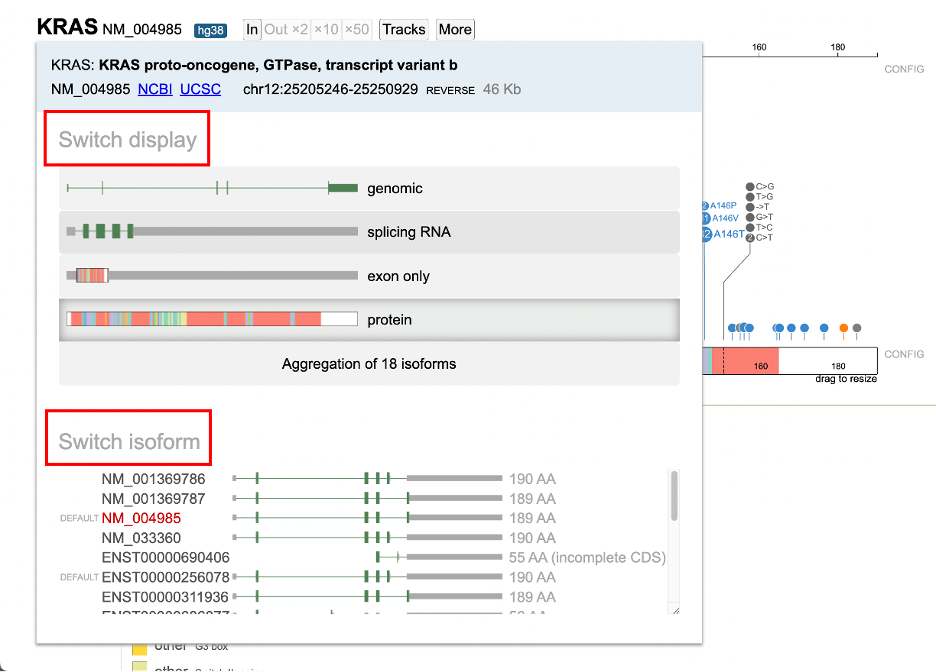 KRAS NM_004985 hg38 In Out ×2 ×10 ×50 Tracks More
KRAS: KRAS proto-oncogene, GTPase, transcript variant b
NM_004985 NCBI UCSC chr12:25205246-25250929 REVERSE 46 Kb
160 180
CONFIG
Switch display
genomic
splicing RNA
exon only
protein
Aggregation of 18 isoforms
2 A146P
1 A146V
2 A146T
C>G
T>G
->T
G>T
T>C
2 C>T
160 180
CONFIG
drag to resize
Switch isoform
NM_001369786 190 AA
NM_001369787 189 AA
DEFAULT NM_004985 189 AA
NM_033360 190 AA
ENST00000690406 55 AA (incomplete CDS)
DEFAULT ENST00000256078 190 AA
ENST00000311936 189 AA
other G3 box
other